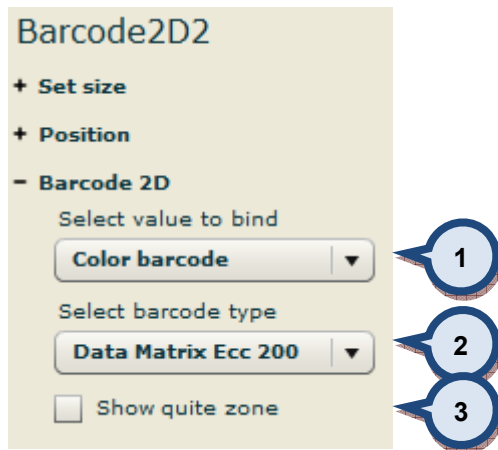 Barcode2D2
+ Set size
+ Position
- Barcode 2D
Select value to bind
Color barcode
1
Select barcode type
Data Matrix Ecc 200
2
Show quite zone
3